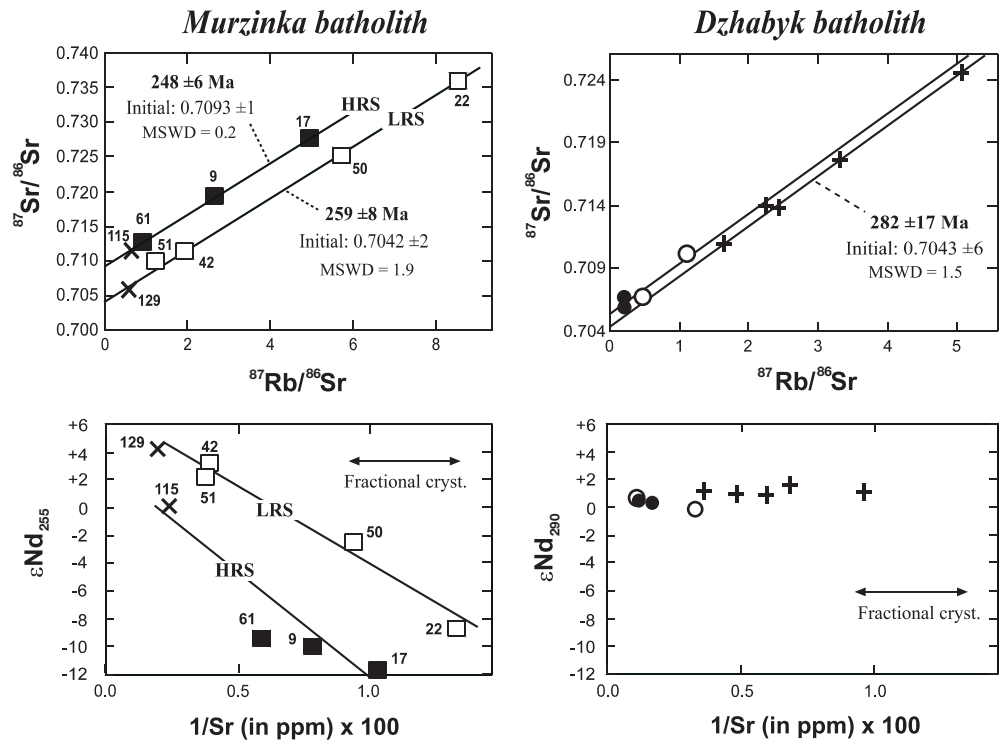 Murzinka batholith
0.740
0.735
0.730
0.725
0.720
0.715
0.710
0.705
0.700
⁸⁷Sr/⁸⁶Sr
248 ±6 Ma
Initial: 0.7093 ±1
MSWD = 0.2
HRS
LRS
22
17
50
9
259 ±8 Ma
Initial: 0.7042 ±2
MSWD = 1.9
61
115
51
42
129
0 2 4 6 8
⁸⁷Rb/⁸⁶Sr
Dzhabyk batholith
0.724
0.719
0.714
0.709
0.704
⁸⁷Sr/⁸⁶Sr
282 ±17 Ma
Initial: 0.7043 ±6
MSWD = 1.5
0 1 2 3 4 5
⁸⁷Rb/⁸⁶Sr
+6
+4
+2
0
-2
-4
-6
-8
-10
-12
εNd₂₅₅
129
42
51
115
Fractional cryst.
LRS
50
HRS
61
9
22
17
0.0 0.5 1.0
1/Sr (in ppm) x 100
+6
+4
+2
0
-2
-4
-6
-8
-10
-12
εNd₂₉₀
Fractional cryst.
0.0 0.5 1.0
1/Sr (in ppm) x 100